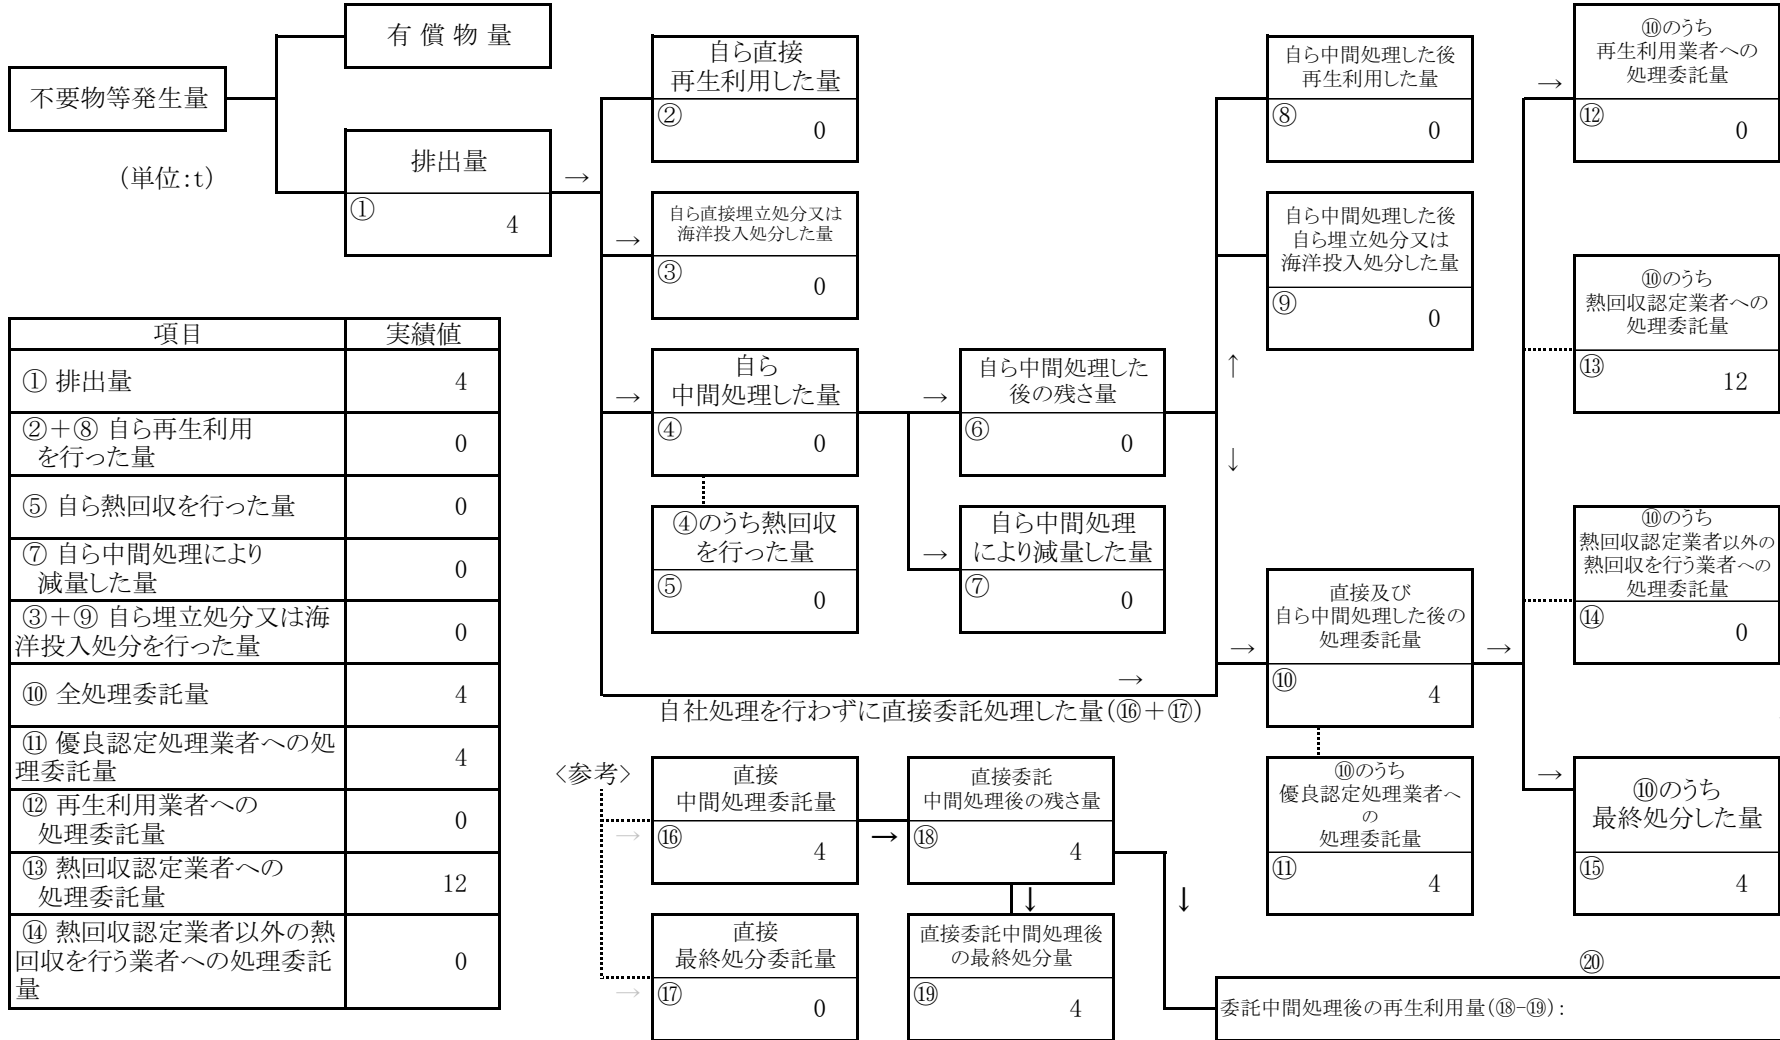 不要物等発生量
(単位:t)
有 償 物 量
排出量
① 4
→
自ら直接
再生利用した量
② 0
→
自ら直接埋立処分又は
海洋投入処分した量
③ 0
→
自ら
中間処理した量
④ 0
④のうち熱回収
を行った量
⑤ 0
→
自ら中間処理した
後の残さ量
⑥ 0
→
自ら中間処理
により減量した量
⑦ 0
↑
↓
自ら中間処理した後
再生利用した量
⑧ 0
自ら中間処理した後
自ら埋立処分又は
海洋投入処分した量
⑨ 0
→
自社処理を行わずに直接委託処理した量(⑯+⑰)
→
直接及び
自ら中間処理した後の
処理委託量
⑩ 4
⑩のうち
優良認定処理業者へ
の
処理委託量
⑪ 4
→
→
⑩のうち
再生利用業者への
処理委託量
⑫ 0
⑩のうち
熱回収認定業者への
処理委託量
⑬ 12
⑩のうち
熱回収認定業者以外の
熱回収を行う業者への
処理委託量
⑭ 0
→
⑩のうち
最終処分した量
⑮ 4
項目 実績値
① 排出量 4
②+⑧ 自ら再生利用
を行った量 0
⑤ 自ら熱回収を行った量 0
⑦ 自ら中間処理により
減量した量 0
③+⑨ 自ら埋立処分又は海
洋投入処分を行った量 0
⑩ 全処理委託量 4
⑪ 優良認定処理業者への処
理委託量 4
⑫ 再生利用業者への
処理委託量 0
⑬ 熱回収認定業者への
処理委託量 12
⑭ 熱回収認定業者以外の熱
回収を行う業者への処理委託
量 0
<参考>
→
直接
中間処理委託量
⑯ 4
→
直接
最終処分委託量
⑰ 0
→
直接委託
中間処理後の残さ量
⑱ 4
↓
直接委託中間処理後
の最終処分量
⑲ 4
↓
⑳
委託中間処理後の再生利用量(⑱-⑲):